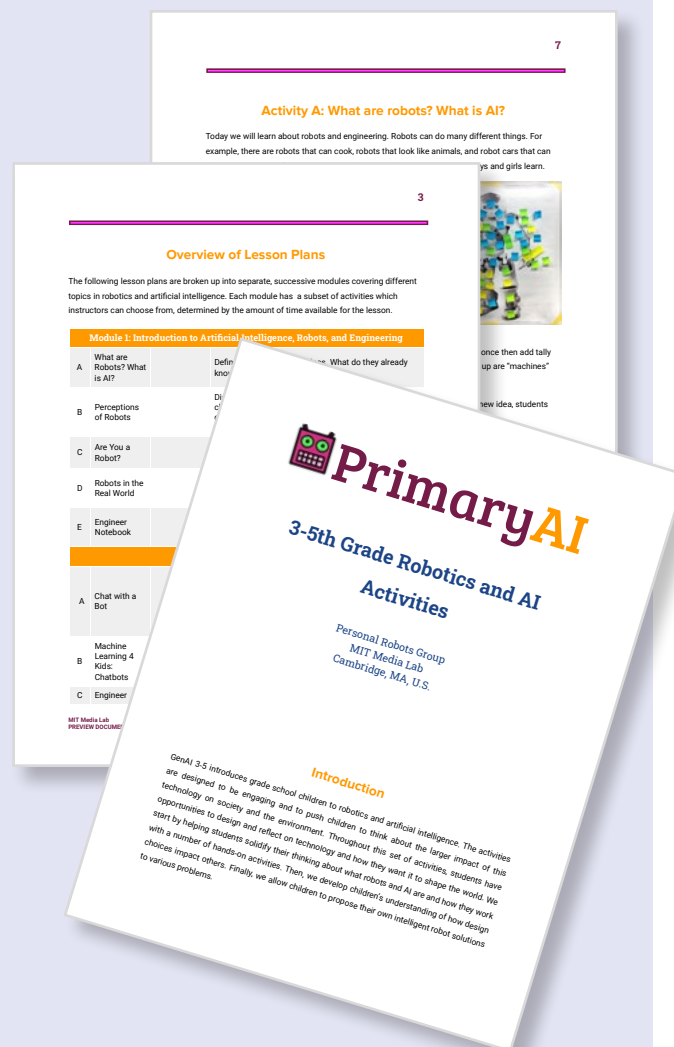 7
Activity A: What are robots? What is AI?
Today we will learn about robots and engineering. Robots can do many different things. For
example, there are robots that can cook, robots that look like animals, and robot cars that can
ys and girls learn.
once then add tally
up are "machines"
new idea, students
3
Overview of Lesson Plans
The following lesson plans are broken up into separate, successive modules covering different
topics in robotics and artificial intelligence. Each module has a subset of activities which
instructors can choose from, determined by the amount of time available for the lesson.
Module 1: Introduction to Artificial Intelligence, Robots, and Engineering
A What are Robots? What is AI?
What do they already
B Perceptions of Robots
C Are You a Robot?
D Robots in the Real World
E Engineer Notebook
A Chat with a Bot
B Machine Learning 4 Kids: Chatbots
C Engineer
MIT Media Lab
PREVIEW
PrimaryAI
3-5th Grade Robotics and AI
Activities
Personal Robots Group
MIT Media Lab
Cambridge, MA, U.S.
Introduction
GenAI 3-5 introduces grade school children to robotics and artificial intelligence. The activities
are designed to be engaging and to push children to think about the larger impact of this
technology on society and the environment. Throughout this set of activities, students have
opportunities to design and reflect on technology and how they want it to shape the world. We
start by helping students solidify their thinking about what robots and AI are and how they work
with a number of hands-on activities. Then, we develop children's understanding of how design
choices impact others. Finally, we allow children to propose their own intelligent robot solutions
to various problems.